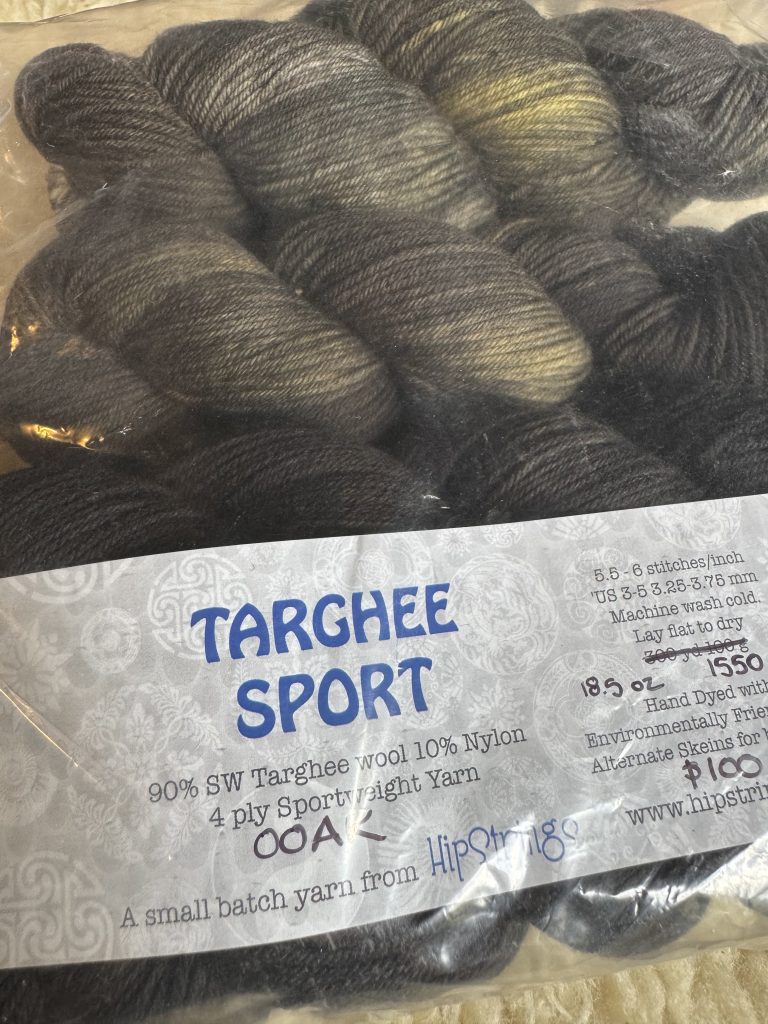 TARGHEE
SPORT
90% SW Targhee wool 10% Nylon
4 ply Sportweight Yarn
OOAK
A small batch yarn from HipStrings
5.5 - 6 stitches/inch
US 3-5 3.25-3.75 mm
Machine wash cold.
Lay flat to dry
300 yd 100 g
18.5 oz 1550
Hand Dyed with
Environmentally Frie
Alternate Skeins for b
$100
www.hipstrin